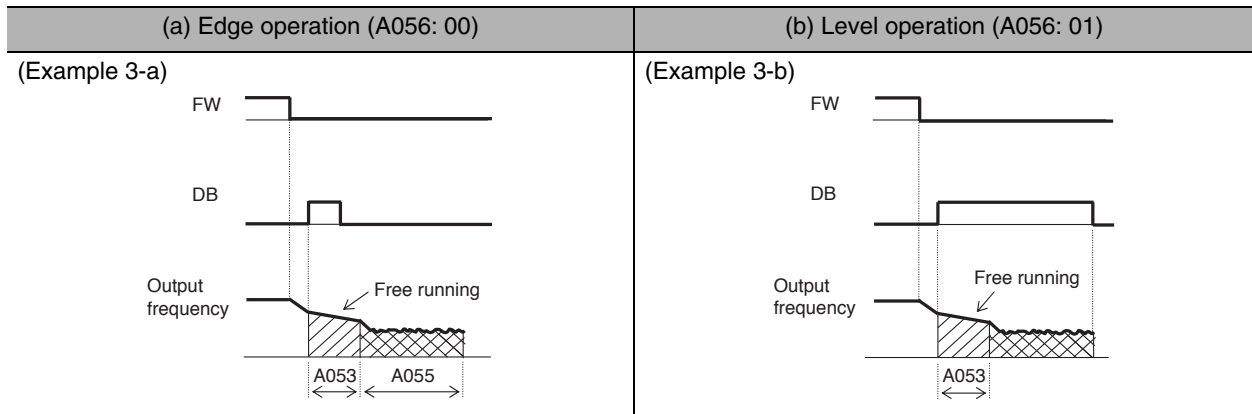 (a) Edge operation (A056: 00)
(b) Level operation (A056: 01)
(Example 3-a)
FW
DB
Output
frequency
Free running
A053
A055
(Example 3-b)
FW
DB
Output
frequency
Free running
A053